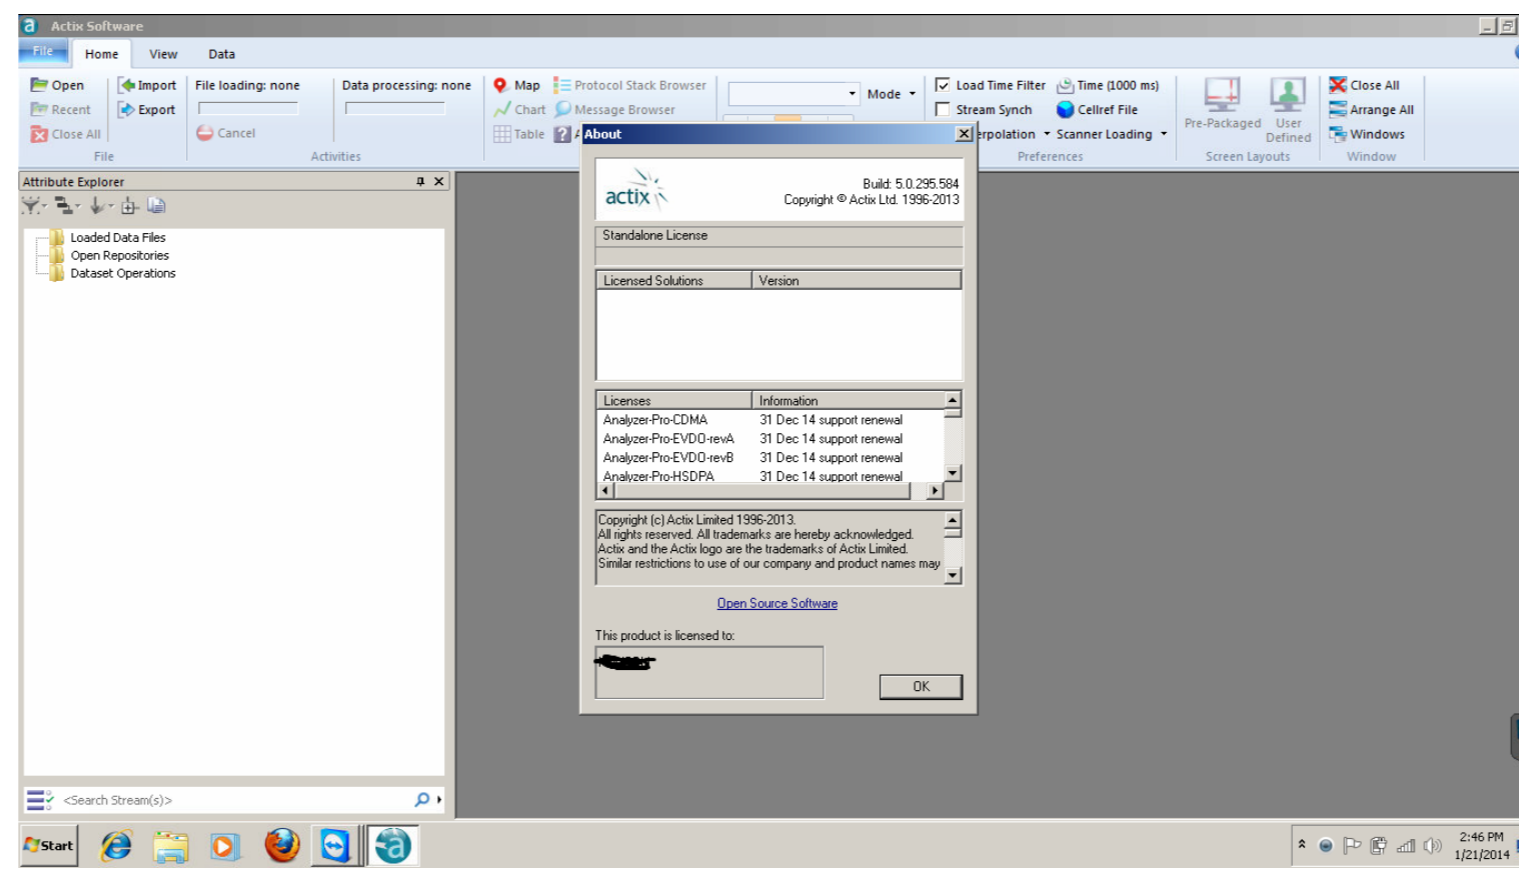 Actix Software
File Home View Data
Open Import File loading: none Data processing: none Map Protocol Stack Browser Mode Load Time Filter Time (1000 ms) Close All
Recent Export Chart Message Browser Stream Synch Cellref File Pre-Packaged User Defined Arrange All
Close All Cancel Table Scanner Loading Windows
File Activities Preferences Screen Layouts Window
Attribute Explorer
Loaded Data Files
Open Repositories
Dataset Operations
<Search Stream(s)>
About
actix
Build: 5.0.295.584
Copyright © Actix Ltd. 1996-2013
Standalone License
Licensed Solutions Version
Licenses Information
Analyzer-Pro-CDMA 31 Dec 14 support renewal
Analyzer-Pro-EVDO-revA 31 Dec 14 support renewal
Analyzer-Pro-EVDO-revB 31 Dec 14 support renewal
Analyzer-Pro-HSDPA 31 Dec 14 support renewal
Copyright (c) Actix Limited 1996-2013.
All rights reserved. All trademarks are hereby acknowledged.
Actix and the Actix logo are the trademarks of Actix Limited.
Similar restrictions to use of our company and product names may
Open Source Software
This product is licensed to:
OK
Start
2:46 PM
1/21/2014